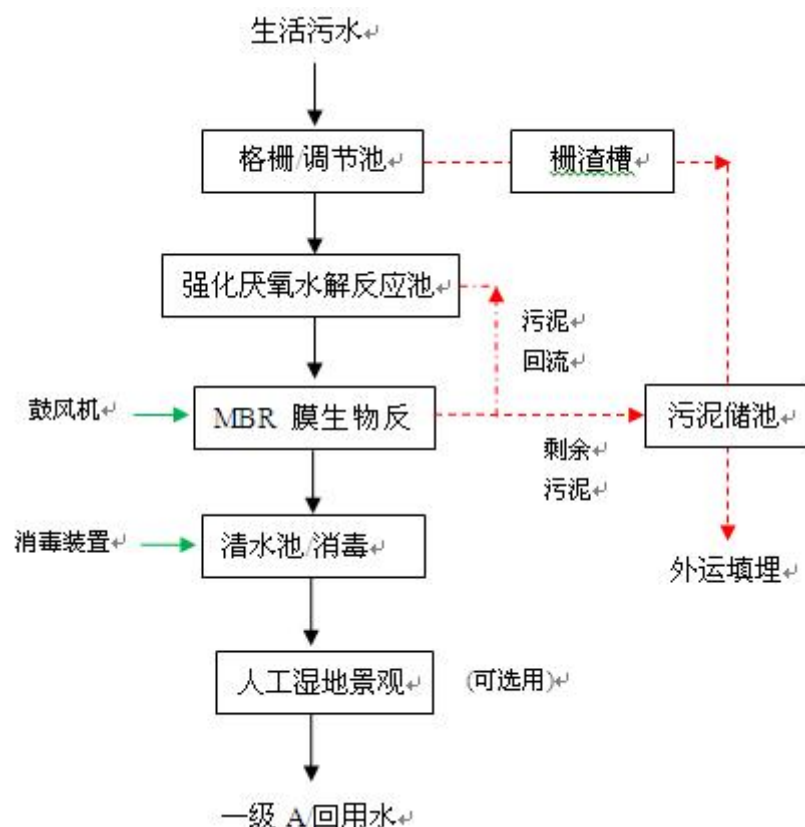 生活污水
格栅/调节池
栅渣槽
强化厌氧水解反应池
污泥
回流
鼓风机
MBR 膜生物反
污泥储池
剩余
污泥
消毒装置
清水池/消毒
外运填埋
人工湿地景观
(可选用)
一级 A/回用水